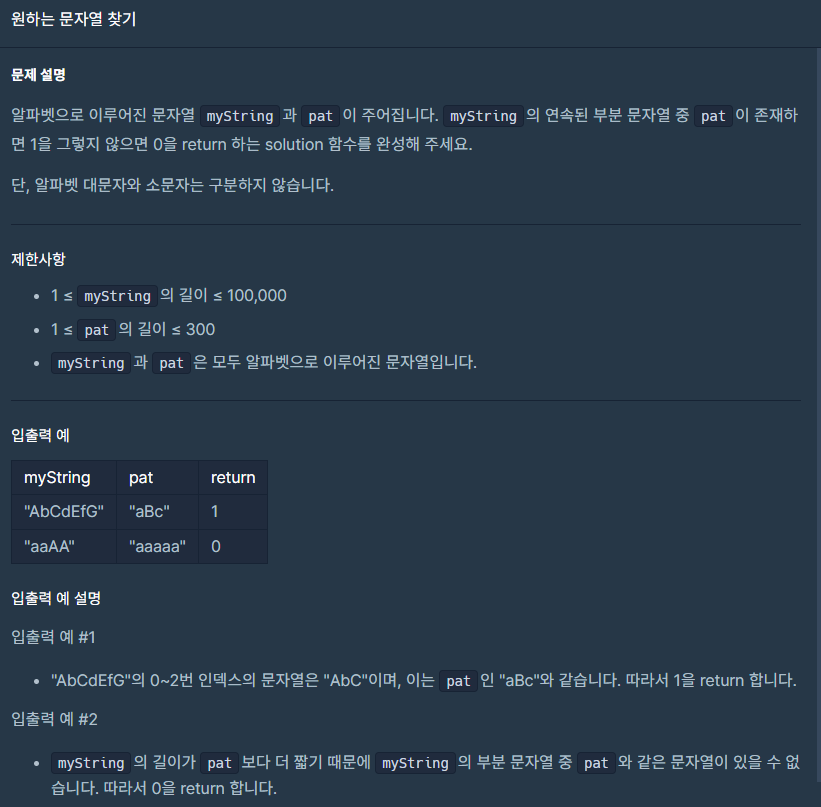 원하는 문자열 찾기
문제 설명
알파벳으로 이루어진 문자열 myString 과 pat 이 주어집니다. myString 의 연속된 부분 문자열 중 pat 이 존재하
면 1을 그렇지 않으면 0을 return 하는 solution 함수를 완성해 주세요.
단, 알파벳 대문자와 소문자는 구분하지 않습니다.
제한사항
• 1 ≤ myString 의 길이 ≤ 100,000
• 1 ≤ pat 의 길이 ≤ 300
• myString 과 pat 은 모두 알파벳으로 이루어진 문자열입니다.
입출력 예
myString pat return
"AbCdEfG" "aBc" 1
"aaAA" "aaaaa" 0
입출력 예 설명
입출력 예 #1
• "AbCdEfG"의 0~2번 인덱스의 문자열은 "AbC"이며, 이는 pat 인 "aBc"와 같습니다. 따라서 1을 return 합니다.
입출력 예 #2
• myString 의 길이가 pat 보다 더 짧기 때문에 myString 의 부분 문자열 중 pat 와 같은 문자열이 있을 수 없
습니다. 따라서 0을 return 합니다.